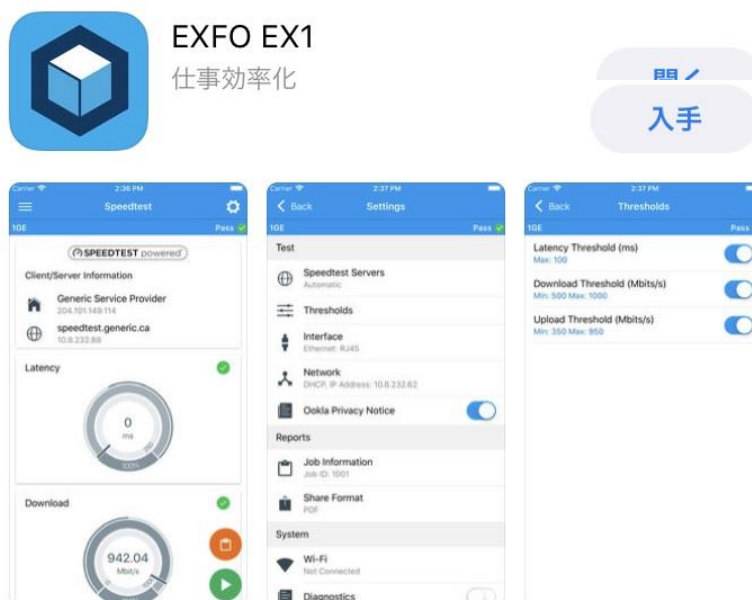 EXFO EX1
仕事効率化
開く
入手
Carrier 2:36 PM
Speedtest
1GE Pass
SPEEDTEST powered
Client/Server Information
Generic Service Provider
204.101.149.114
speedtest.generic.ca
10.8.232.88
Latency
0
ms
100%
Download
942.04
Mbit/s
Carrier 2:37 PM
Back Settings
1GE Pass
Test
Speedtest Servers
Automatic
Thresholds
Interface
Ethernet: RJ45
Network
DHCP, IP Address: 10.8.232.62
Ookla Privacy Notice
Reports
Job Information
Job ID: 1001
Share Format
PDF
System
Wi-Fi
Not Connected
Diagnostics
Carrier 2:37 PM
Back Thresholds
1GE Pass
Latency Threshold (ms)
Max: 100
Download Threshold (Mbits/s)
Min: 500 Max: 1000
Upload Threshold (Mbits/s)
Min: 350 Max: 950